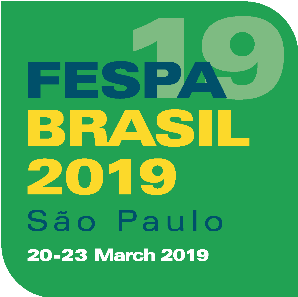 19
FESPA
BRASIL
2019
São Paulo
20-23 March 2019